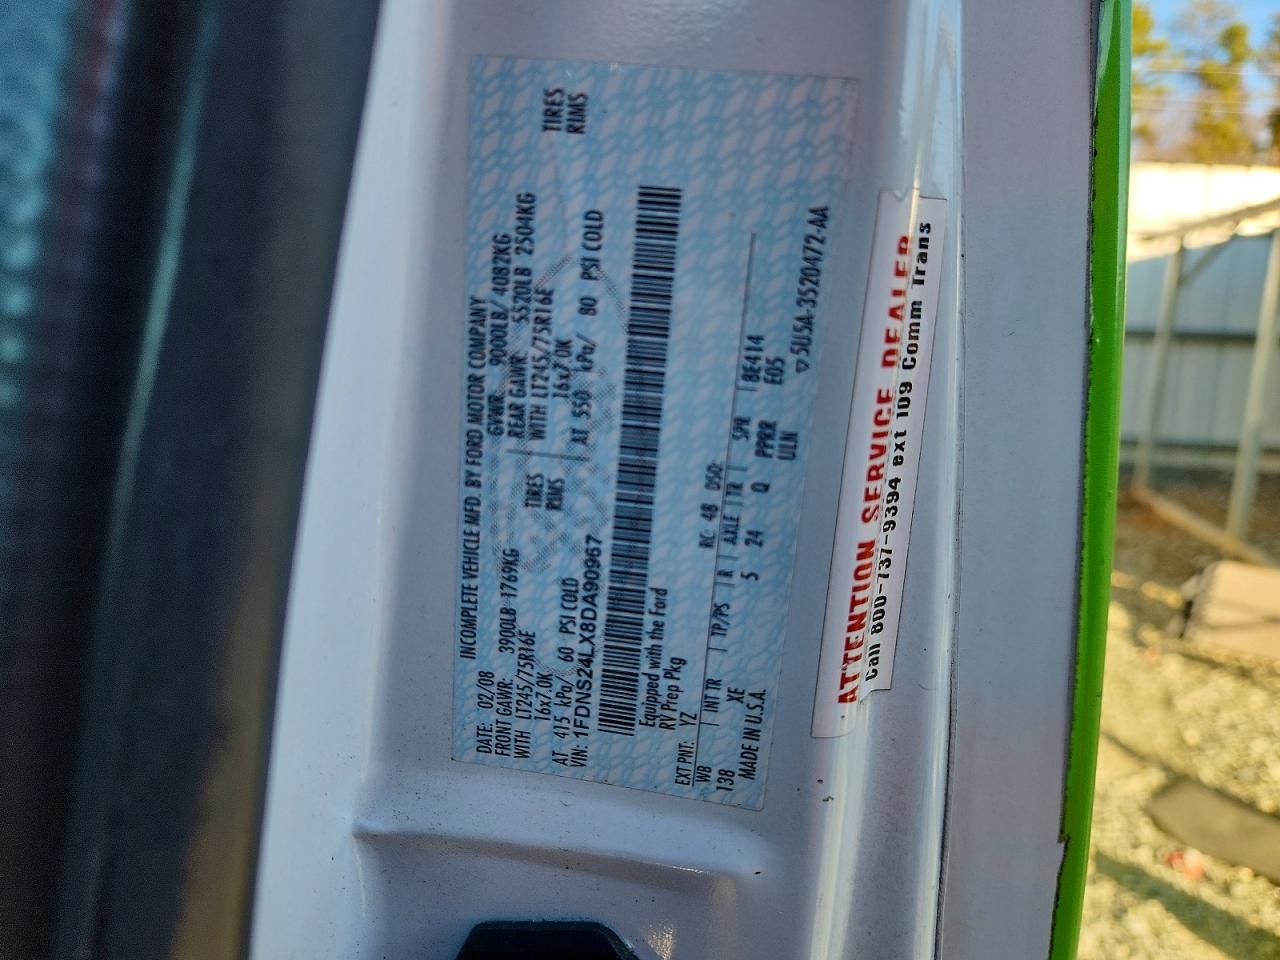 INCOMPLETE VEHICLE MFD. BY FORD MOTOR COMPANY
DATE: 02/08 GVWR: 9000LB/ 4082KG
FRONT GAWR: 3900LB 1769KG REAR GAWR: 5520LB 2504KG
WITH LT245/75R16E TIRES WITH LT245/75R16E TIRES
16x7.0K RIMS 16x7.0K RIMS
AT 415 kPa/ 60 PSI COLD AT 550 kPa/ 80 PSI COLD
VIN: 1FDNS24LX8DA90967
Equipped with the Ford
RV Prep Pkg
EXT PNT: YZ RC: 48 DSO:
WB INT TR TP/PS R AXLE TR SPR 8E414
138 XE 5 24 Q PPRR E05
MADE IN U.S.A. ULN
▽5U5A-3520472-AA
ATTENTION SERVICE DEALER
Call 800-737-9394 ext 109 Comm Trans